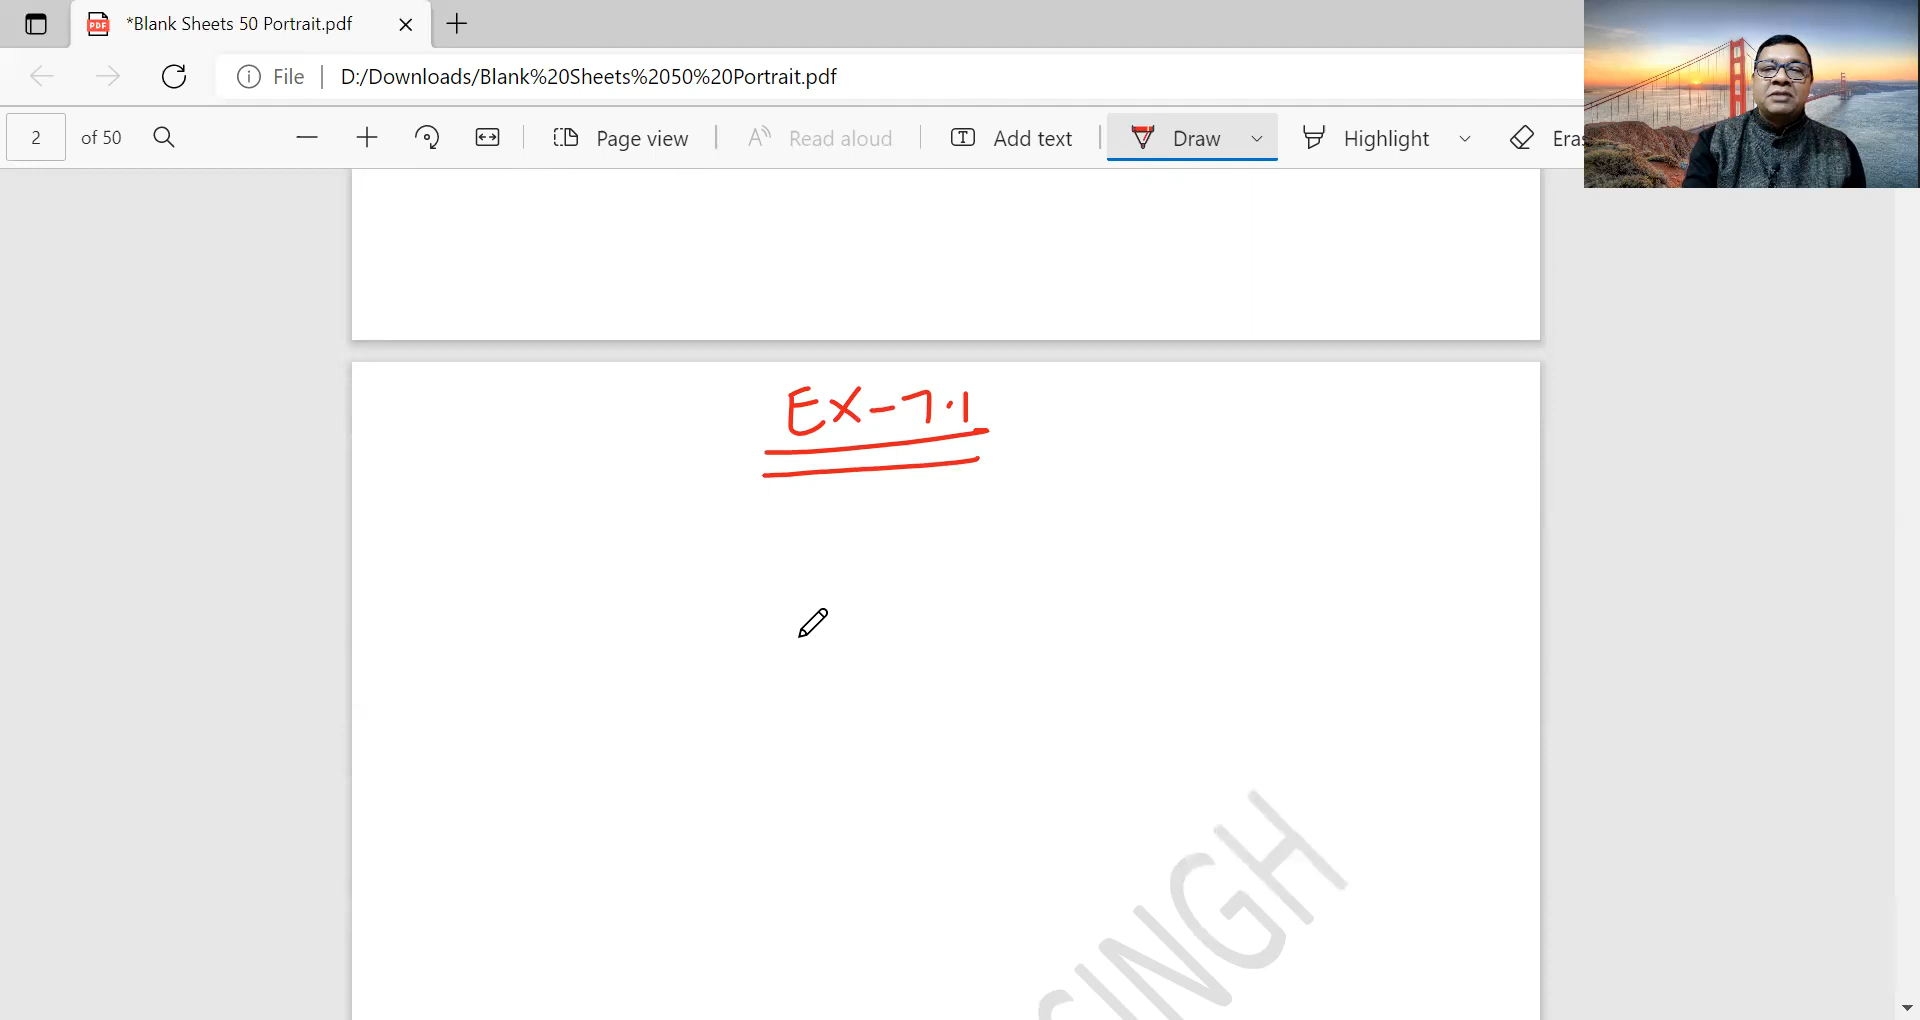 *Blank Sheets 50 Portrait.pdf
File D:/Downloads/Blank%20Sheets%2050%20Portrait.pdf
2 of 50 Page view Read aloud Add text Draw Highlight Eras
EX-7.1
SINGH